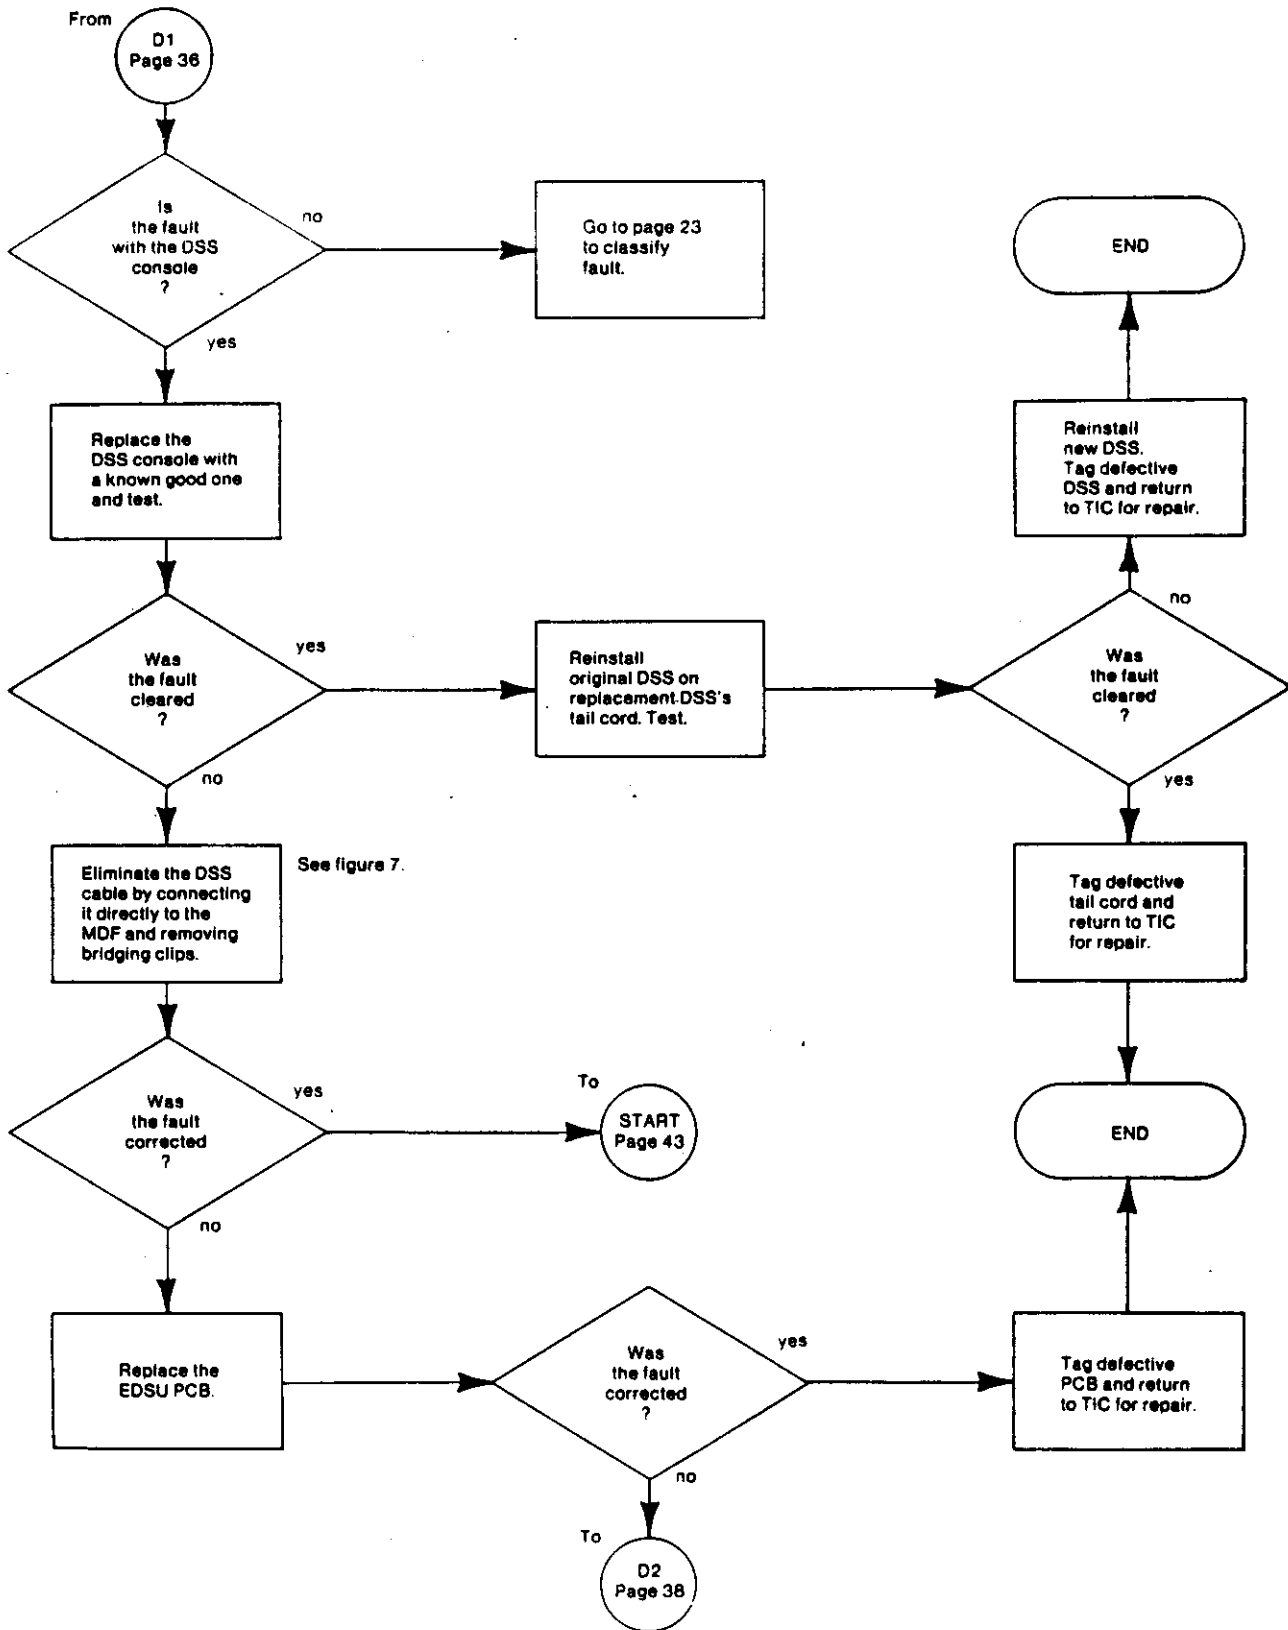 From
D1
Page 36
Is
the fault
with the DSS
console
?
no
Go to page 23
to classify
fault.
END
yes
Replace the
DSS console with
a known good one
and test.
Reinstall
new DSS.
Tag defective
DSS and return
to TIC for repair.
no
Was
the fault
cleared
?
yes
Reinstall
original DSS on
replacement DSS's
tail cord. Test.
Was
the fault
cleared
?
no
yes
Eliminate the DSS
cable by connecting
it directly to the
MDF and removing
bridging clips.
See figure 7.
Tag defective
tail cord and
return to TIC
for repair.
Was
the fault
corrected
?
yes
To
START
Page 43
END
no
Replace the
EDSU PCB.
Was
the fault
corrected
?
yes
Tag defective
PCB and return
to TIC for repair.
no
To
D2
Page 38